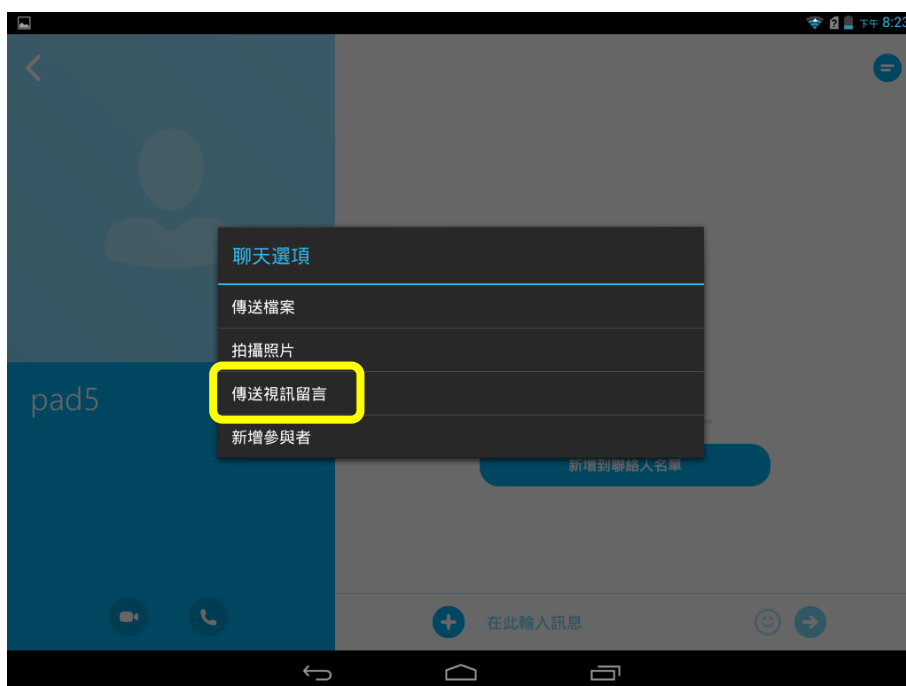 下午 8:23
聊天選項
傳送檔案
拍攝照片
傳送視訊留言
pad5
新增參與者
新增到聯絡人名單
在此輸入訊息